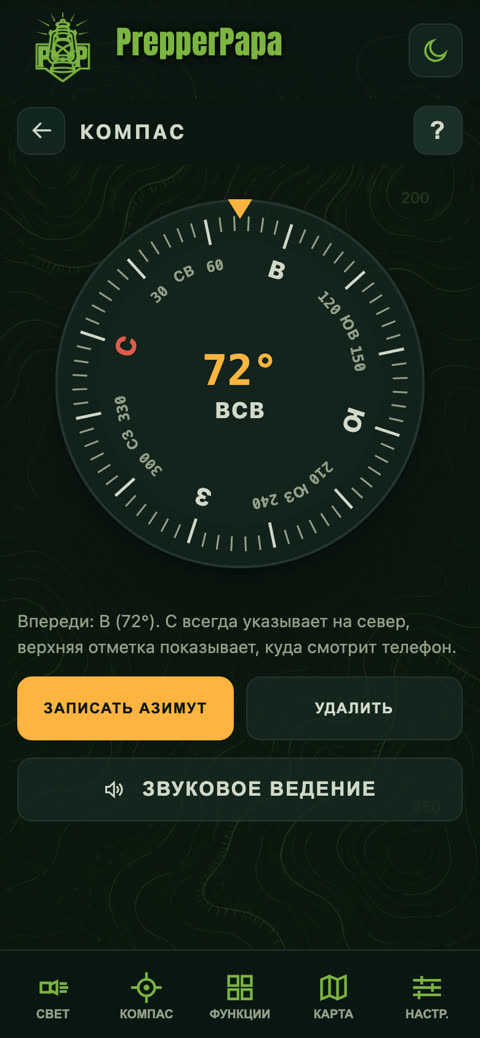 PrepperPapa
КОМПАС
?
200
30 СВ 60
В
120 ЮВ 150
С
72°
ВСВ
Ю
300 СЗ 330
З
210 ЮЗ 240
Впереди: В (72°). С всегда указывает на север,
верхняя отметка показывает, куда смотрит телефон.
ЗАПИСАТЬ АЗИМУТ
УДАЛИТЬ
ЗВУКОВОЕ ВЕДЕНИЕ
СВЕТ
КОМПАС
ФУНКЦИИ
КАРТА
НАСТР.